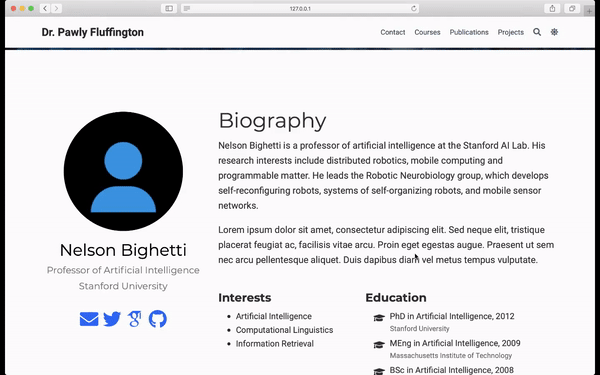 127.0.0.1
Dr. Pawly Fluffington
Contact Courses Publications Projects
Nelson Bighetti
Professor of Artificial Intelligence
Stanford University
Biography
Nelson Bighetti is a professor of artificial intelligence at the Stanford AI Lab. His
research interests include distributed robotics, mobile computing and
programmable matter. He leads the Robotic Neurobiology group, which develops
self-reconfiguring robots, systems of self-organizing robots, and mobile sensor
networks.
Lorem ipsum dolor sit amet, consectetur adipiscing elit. Sed neque elit, tristique
placerat feugiat ac, facilisis vitae arcu. Proin eget egestas augue. Praesent ut sem
nec arcu pellentesque aliquet. Duis dapibus diam vel metus tempus vulputate.
Interests
Artificial Intelligence
Computational Linguistics
Information Retrieval
Education
PhD in Artificial Intelligence, 2012
Stanford University
MEng in Artificial Intelligence, 2009
Massachusetts Institute of Technology
BSc in Artificial Intelligence, 2008